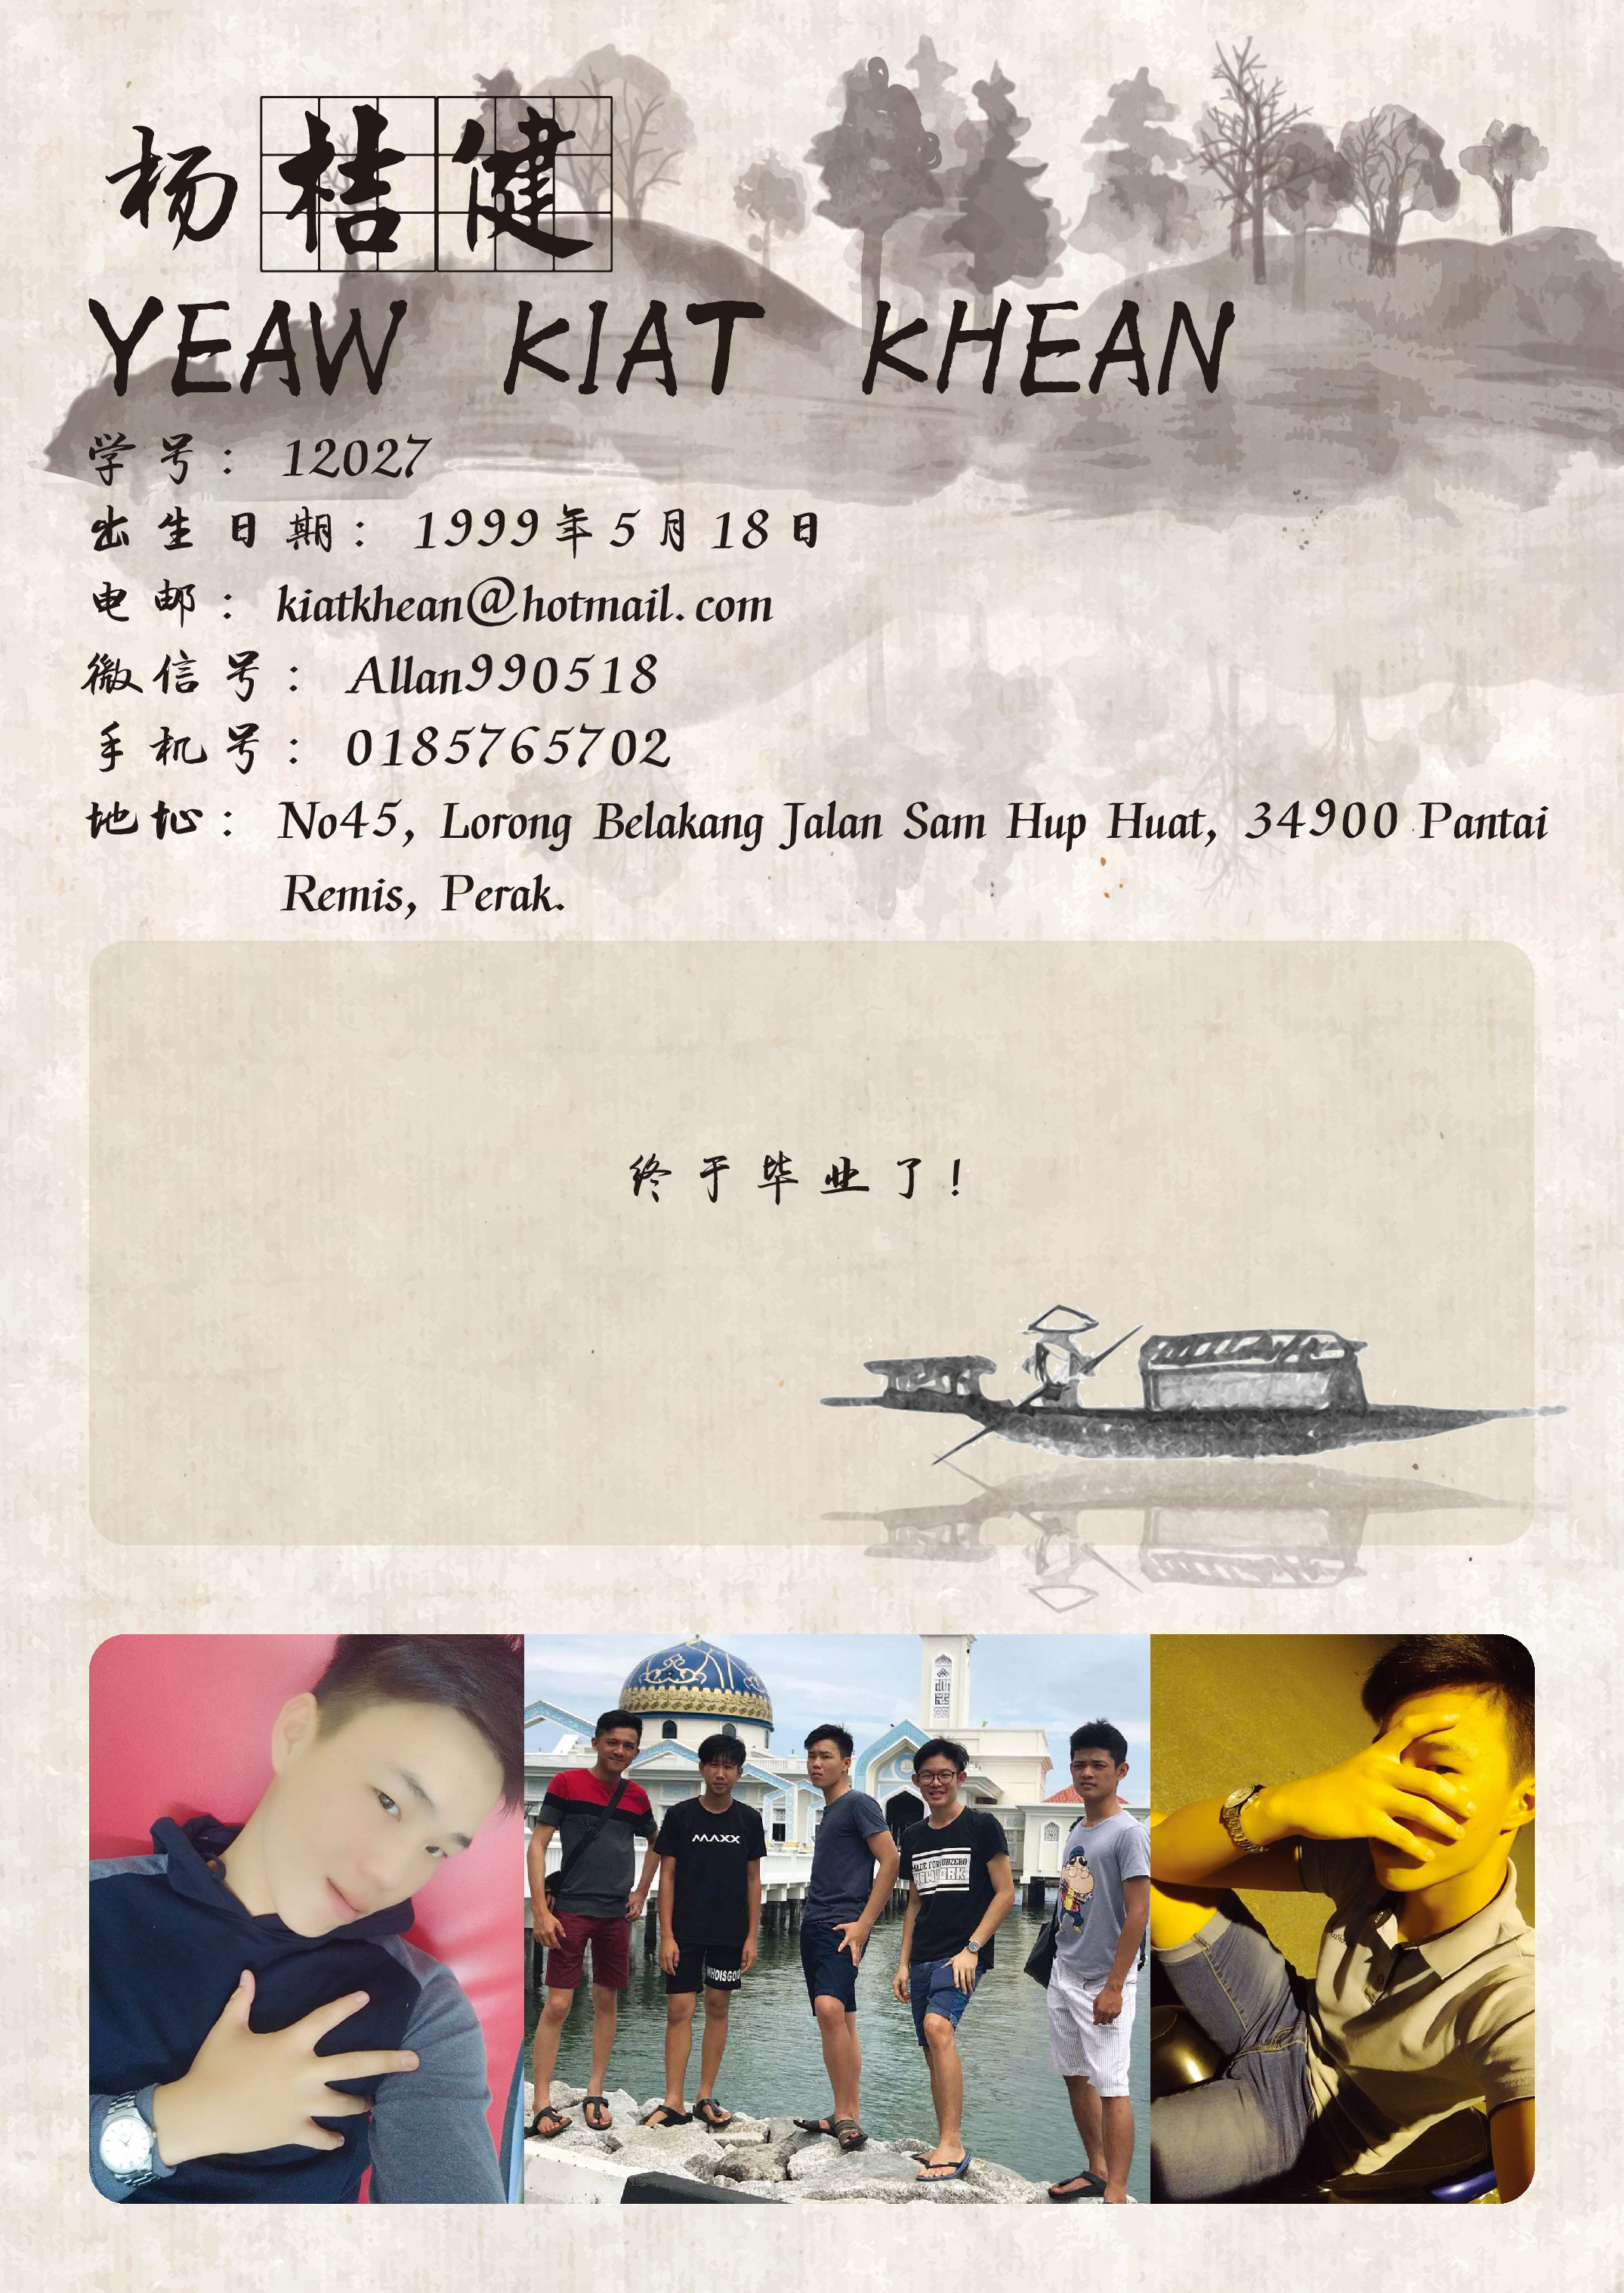 杨桔健
YEAW KIAT KHEAN
学号： 12027
出生日期： 1999年5月18日
电邮： kiatkhean@hotmail.com
微信号： Allan990518
手机号： 0185765702
地址： No45, Lorong Belakang Jalan Sam Hup Huat, 34900 Pantai
Remis, Perak.
终于毕业了！
MAXX
WHOISGOD